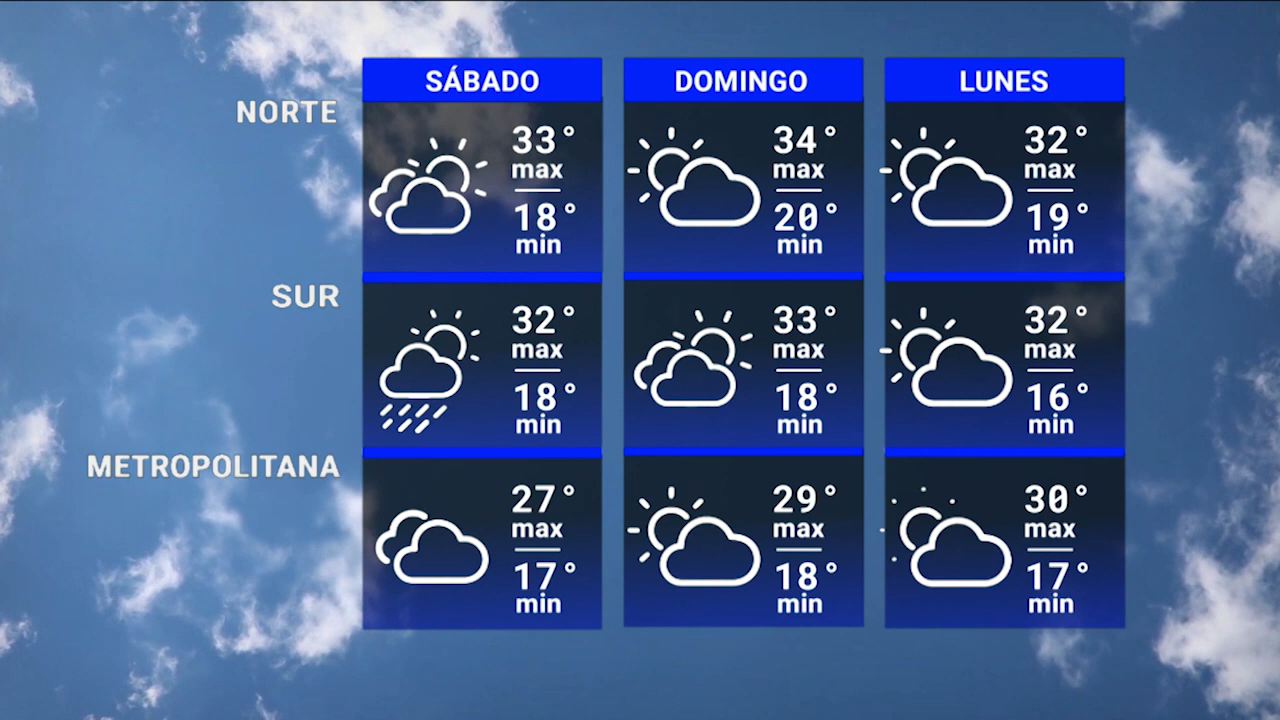 SÁBADO DOMINGO LUNES
NORTE
33° 34° 32°
max max max
18° 20° 19°
min min min
SUR
32° 33° 32°
max max max
18° 18° 16°
min min min
METROPOLITANA
27° 29° 30°
max max max
17° 18° 17°
min min min